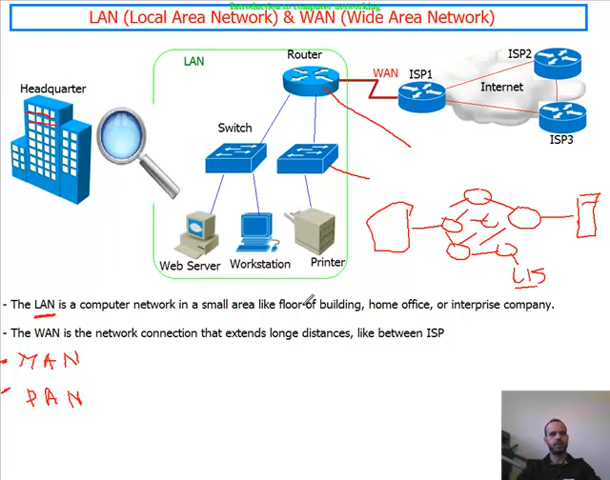 Introduction to computer networking
LAN (Local Area Network) & WAN (Wide Area Network)
Router
LAN
WAN
ISP1
ISP2
Internet
ISP3
Headquarter
Switch
Web Server
Workstation
Printer
- The LAN is a computer network in a small area like floor of building, home office, or interprise company.
- The WAN is the network connection that extends longe distances, like between ISP
- MAN
- PAN